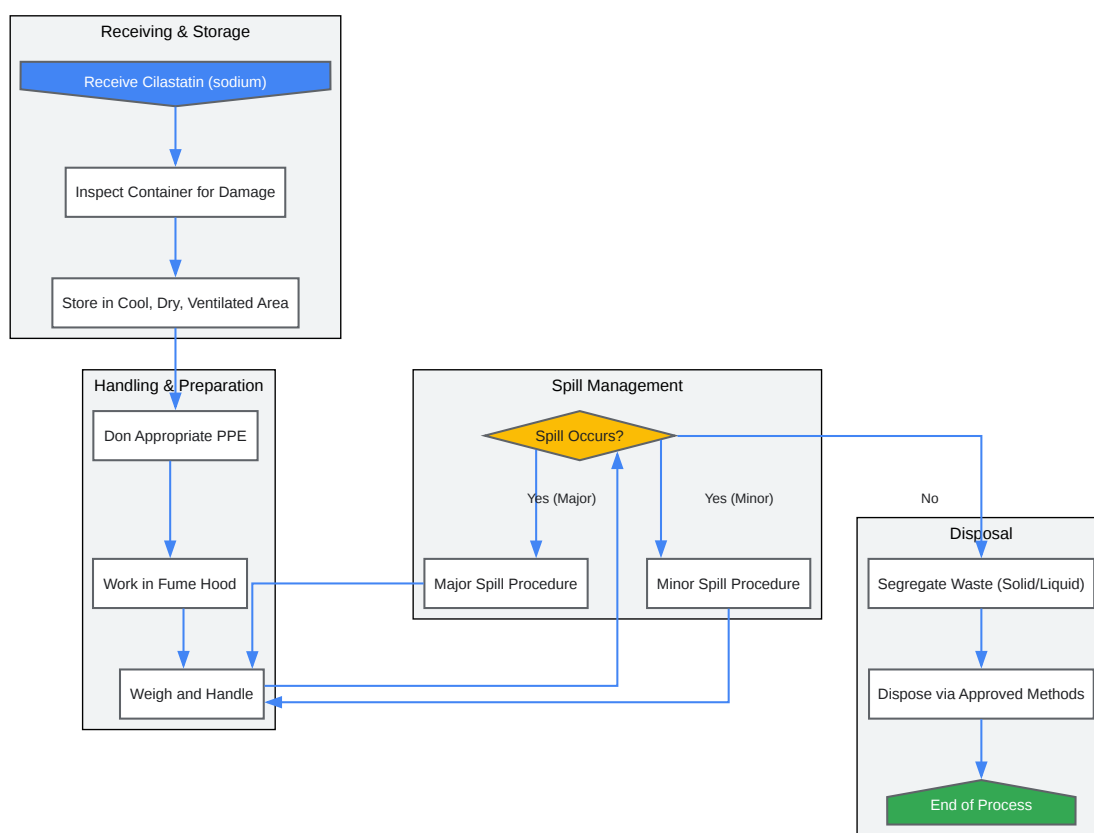 Receiving & Storage
Receive Cilastatin (sodium)
Inspect Container for Damage
Store in Cool, Dry, Ventilated Area
Handling & Preparation
Don Appropriate PPE
Work in Fume Hood
Weigh and Handle
Spill Management
Spill Occurs?
Yes (Major)
Yes (Minor)
No
Major Spill Procedure
Minor Spill Procedure
Disposal
Segregate Waste (Solid/Liquid)
Dispose via Approved Methods
End of Process